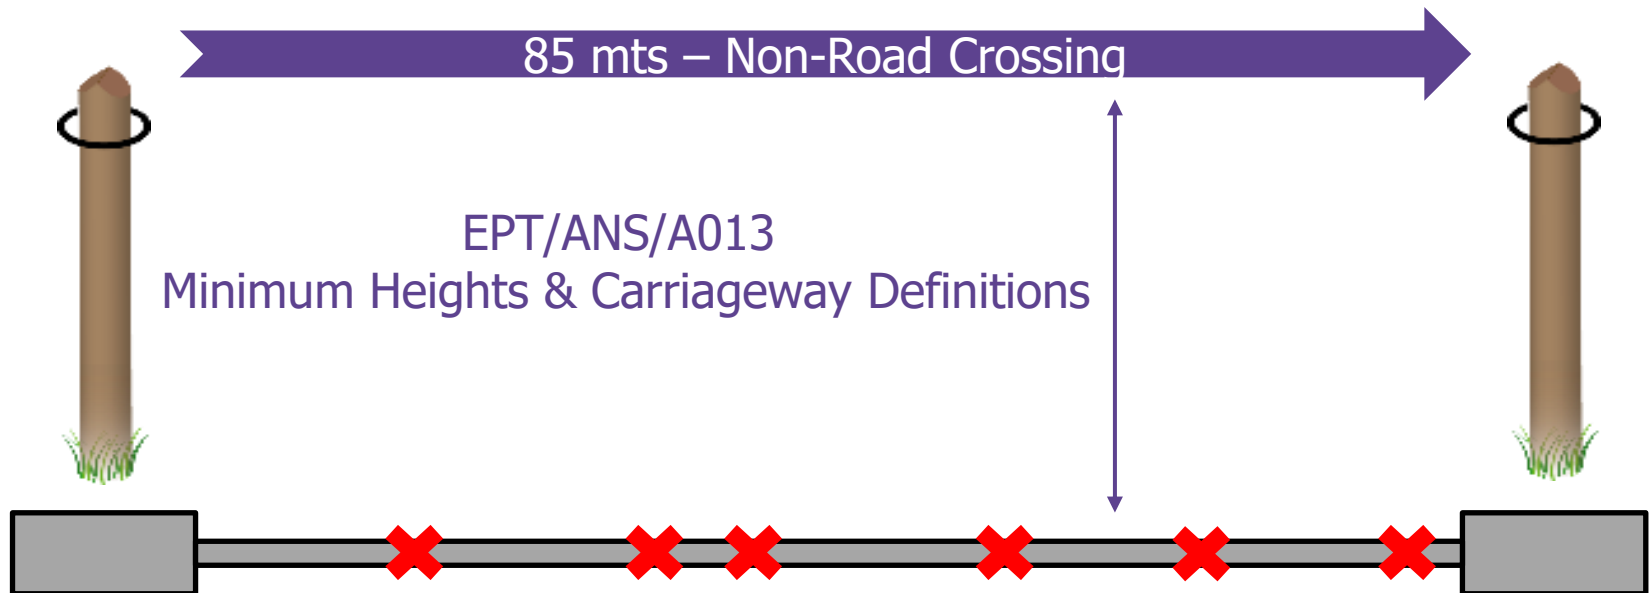 85 mts – Non-Road Crossing
EPT/ANS/A013
Minimum Heights & Carriageway Definitions